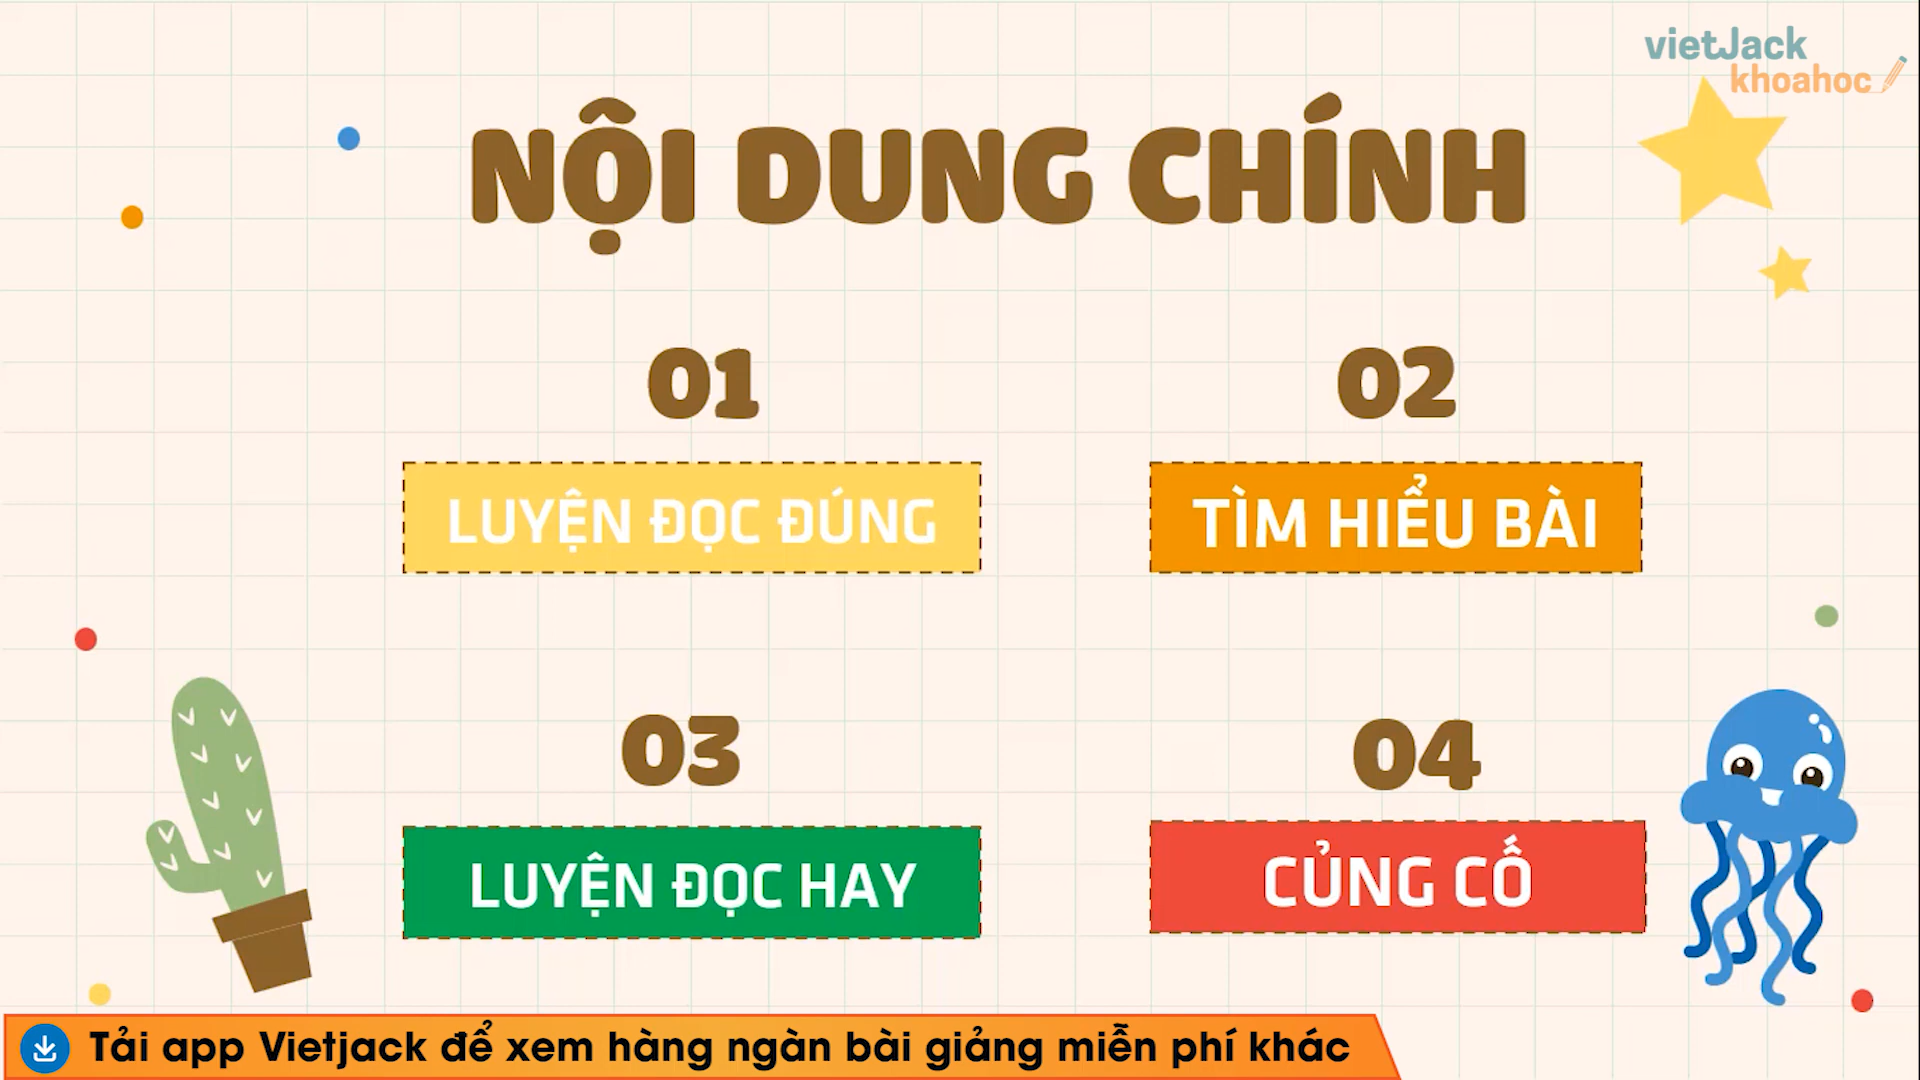 vietJack
khoahoc
NỘI DUNG CHÍNH
01
LUYỆN ĐỌC ĐÚNG
02
TÌM HIỂU BÀI
03
LUYỆN ĐỌC HAY
04
CỦNG CỐ
Tải app Vietjack để xem hàng ngàn bài giảng miễn phí khác